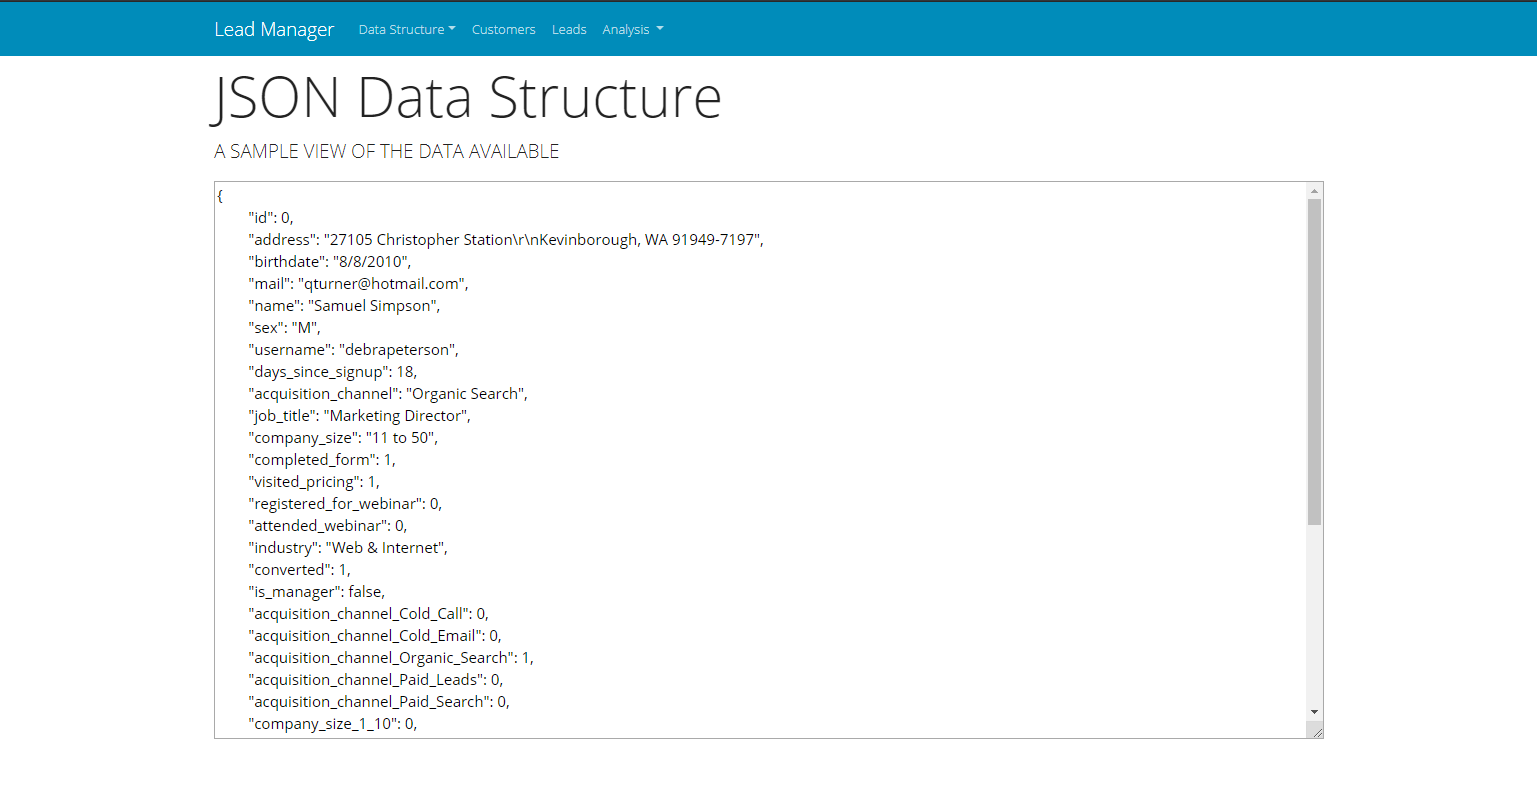 Lead Manager Data Structure Customers Leads Analysis
JSON Data Structure
A SAMPLE VIEW OF THE DATA AVAILABLE
{
"id": 0,
"address": "27105 Christopher Station\r\nKevinborough, WA 91949-7197",
"birthdate": "8/8/2010",
"mail": "qturner@hotmail.com",
"name": "Samuel Simpson",
"sex": "M",
"username": "debrapeterson",
"days_since_signup": 18,
"acquisition_channel": "Organic Search",
"job_title": "Marketing Director",
"company_size": "11 to 50",
"completed_form": 1,
"visited_pricing": 1,
"registered_for_webinar": 0,
"attended_webinar": 0,
"industry": "Web & Internet",
"converted": 1,
"is_manager": false,
"acquisition_channel_Cold_Call": 0,
"acquisition_channel_Cold_Email": 0,
"acquisition_channel_Organic_Search": 1,
"acquisition_channel_Paid_Leads": 0,
"acquisition_channel_Paid_Search": 0,
"company_size_1_10": 0,